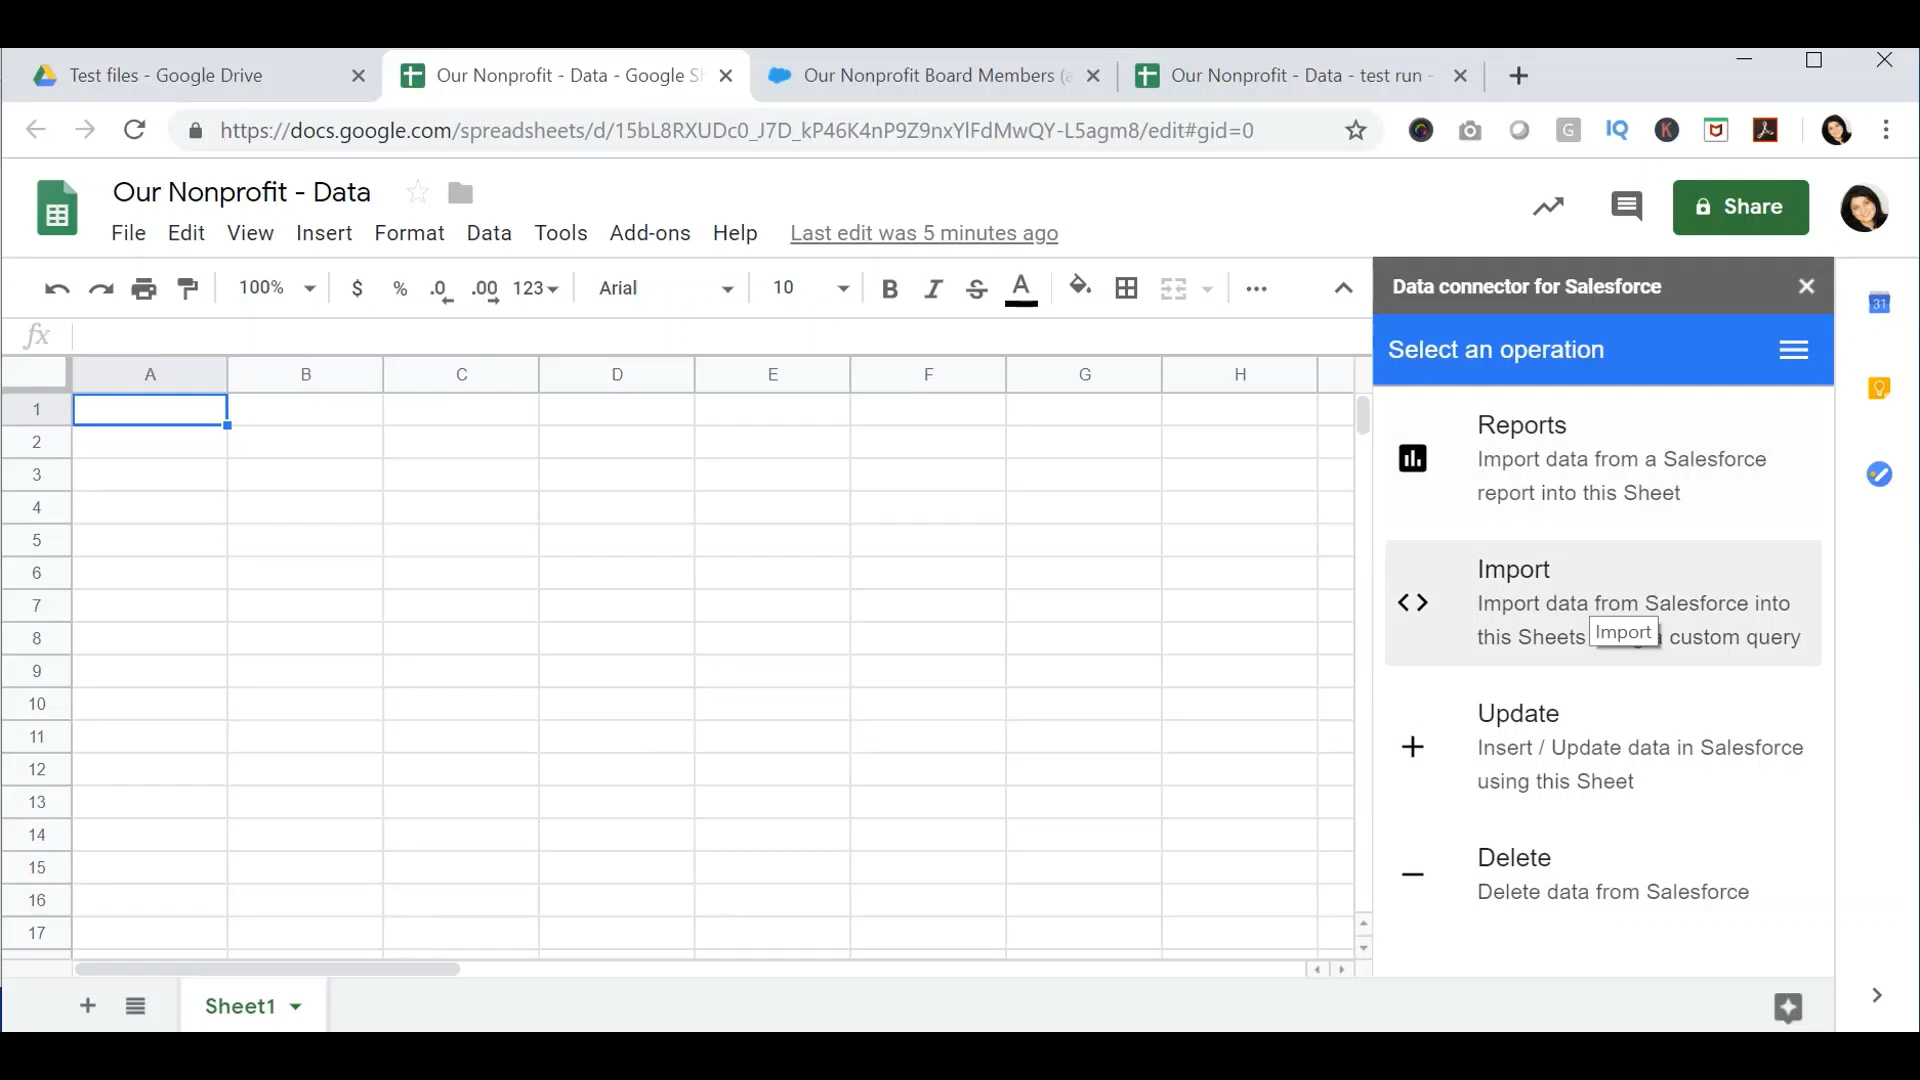 Test files - Google Drive
Our Nonprofit - Data - Google Sh
Our Nonprofit Board Members (a
Our Nonprofit - Data - test run -
https://docs.google.com/spreadsheets/d/15bL8RXUDc0_J7D_kP46K4nP9Z9nxYlFdMwQY-L5agm8/edit#gid=0
G
IQ
K
Our Nonprofit - Data
Share
File Edit View Insert Format Data Tools Add-ons Help Last edit was 5 minutes ago
100% $ % .0 .00 123 Arial 10 B I S A
Data connector for Salesforce
31
fx
Select an operation
A B C D E F G H
1
2
3
4
5
6
7
8
9
10
11
12
13
14
15
16
17
Reports
Import data from a Salesforce
report into this Sheet
Import
Import data from Salesforce into
this Sheets custom query
Import
Update
Insert / Update data in Salesforce
using this Sheet
Delete
Delete data from Salesforce
Sheet1